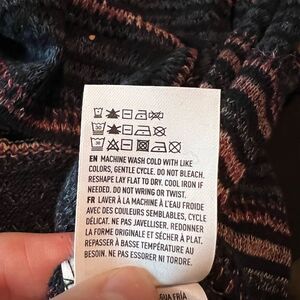 EN MACHINE WASH COLD WITH LIKE
COLORS, GENTLE CYCLE. DO NOT BLEACH.
RESHAPE LAY FLAT TO DRY. COOL IRON IF
NEEDED. DO NOT WRING OR TWIST.
FR LAVER À LA MACHINE À L'EAU FROIDE
AVEC DES COULEURS SEMBLABLES, CYCLE
DÉLICAT. NE PAS JAVELLISER. REDONNER
LA FORME ORIGINALE ET SÉCHER À PLAT.
REPASSER À BASSE TEMPÉRATURE AU
BESOIN. NE PAS ESSORER NI TORDRE.
GUA FRÍA